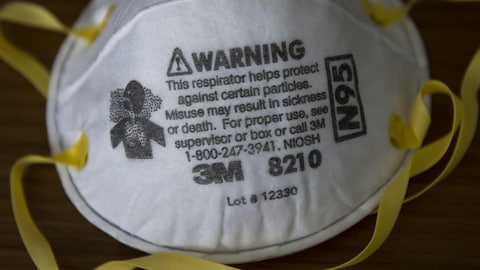 ⚠WARNING
This respirator helps protect
against certain particles.
Misuse may result in sickness
or death. For proper use, see
supervisor or box or call 3M
1-800-247-3941. NIOSH
N95
3M 8210
Lot # 12330